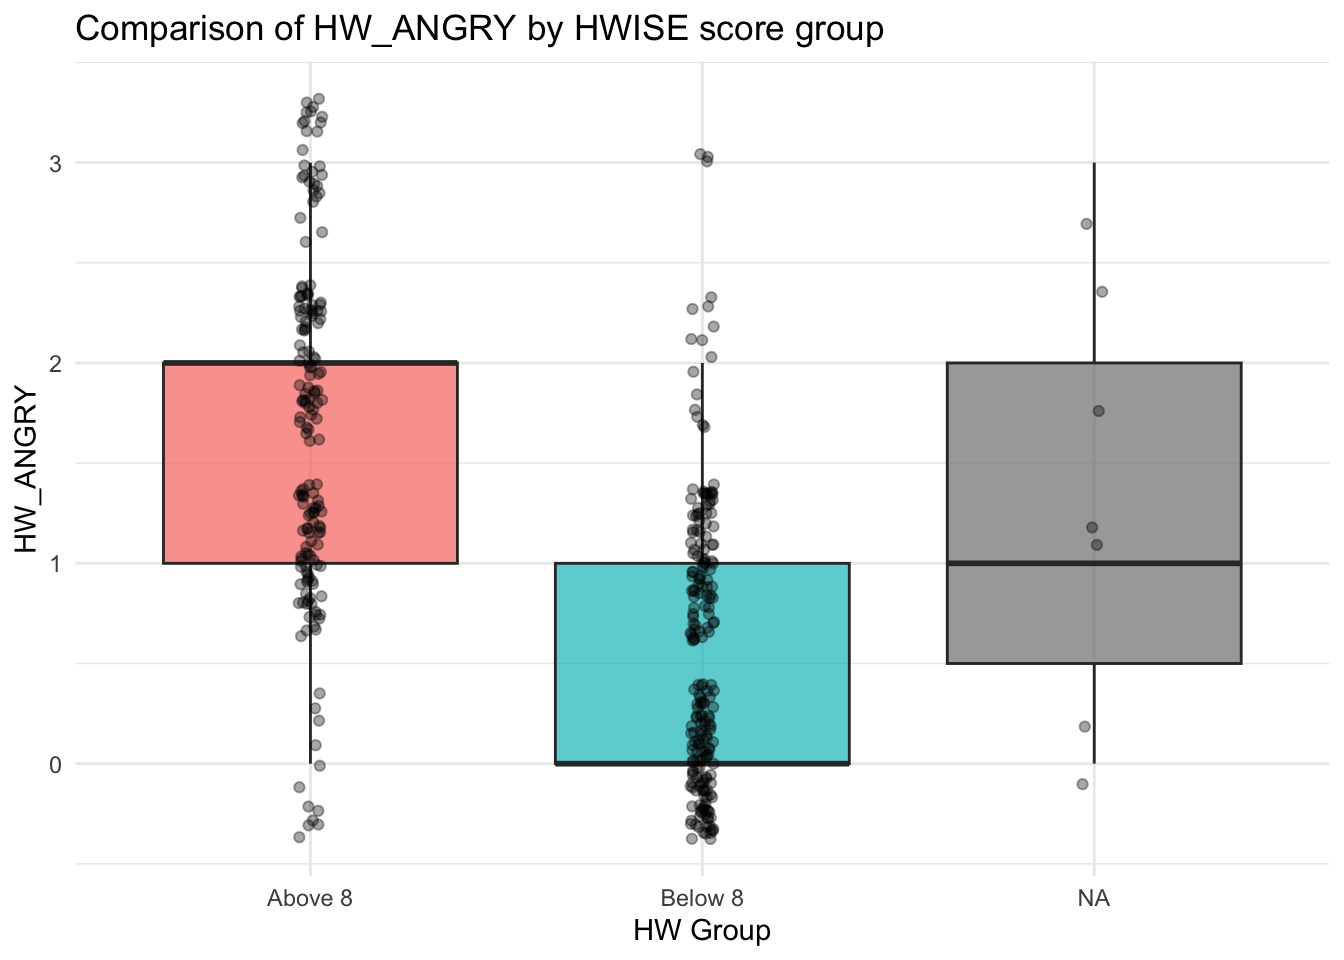 Comparison of HW_ANGRY by HWISE score group
HW_ANGRY
3
2
1
0
Above 8
Below 8
NA
HW Group